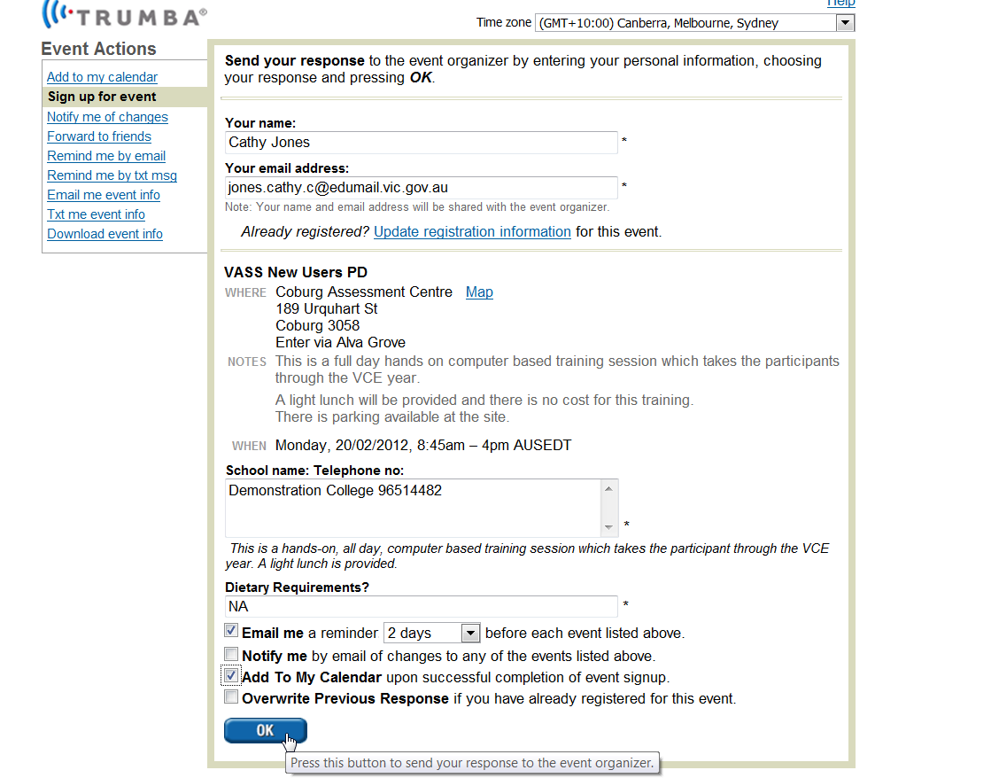 Help
TRUMBA®
Time zone (GMT+10:00) Canberra, Melbourne, Sydney
Event Actions
Add to my calendar
Sign up for event
Notify me of changes
Forward to friends
Remind me by email
Remind me by txt msg
Email me event info
Txt me event info
Download event info
Send your response to the event organizer by entering your personal information, choosing
your response and pressing OK.
Your name:
Cathy Jones *
Your email address:
jones.cathy.c@edumail.vic.gov.au *
Note: Your name and email address will be shared with the event organizer.
Already registered? Update registration information for this event.
VASS New Users PD
WHERE Coburg Assessment Centre Map
189 Urquhart St
Coburg 3058
Enter via Alva Grove
NOTES This is a full day hands on computer based training session which takes the participants
through the VCE year.
A light lunch will be provided and there is no cost for this training.
There is parking available at the site.
WHEN Monday, 20/02/2012, 8:45am – 4pm AUSEDT
School name: Telephone no:
Demonstration College 96514482
*
This is a hands-on, all day, computer based training session which takes the participant through the VCE
year. A light lunch is provided.
Dietary Requirements?
NA *
Email me a reminder 2 days before each event listed above.
Notify me by email of changes to any of the events listed above.
Add To My Calendar upon successful completion of event signup.
Overwrite Previous Response if you have already registered for this event.
OK
Press this button to send your response to the event organizer.